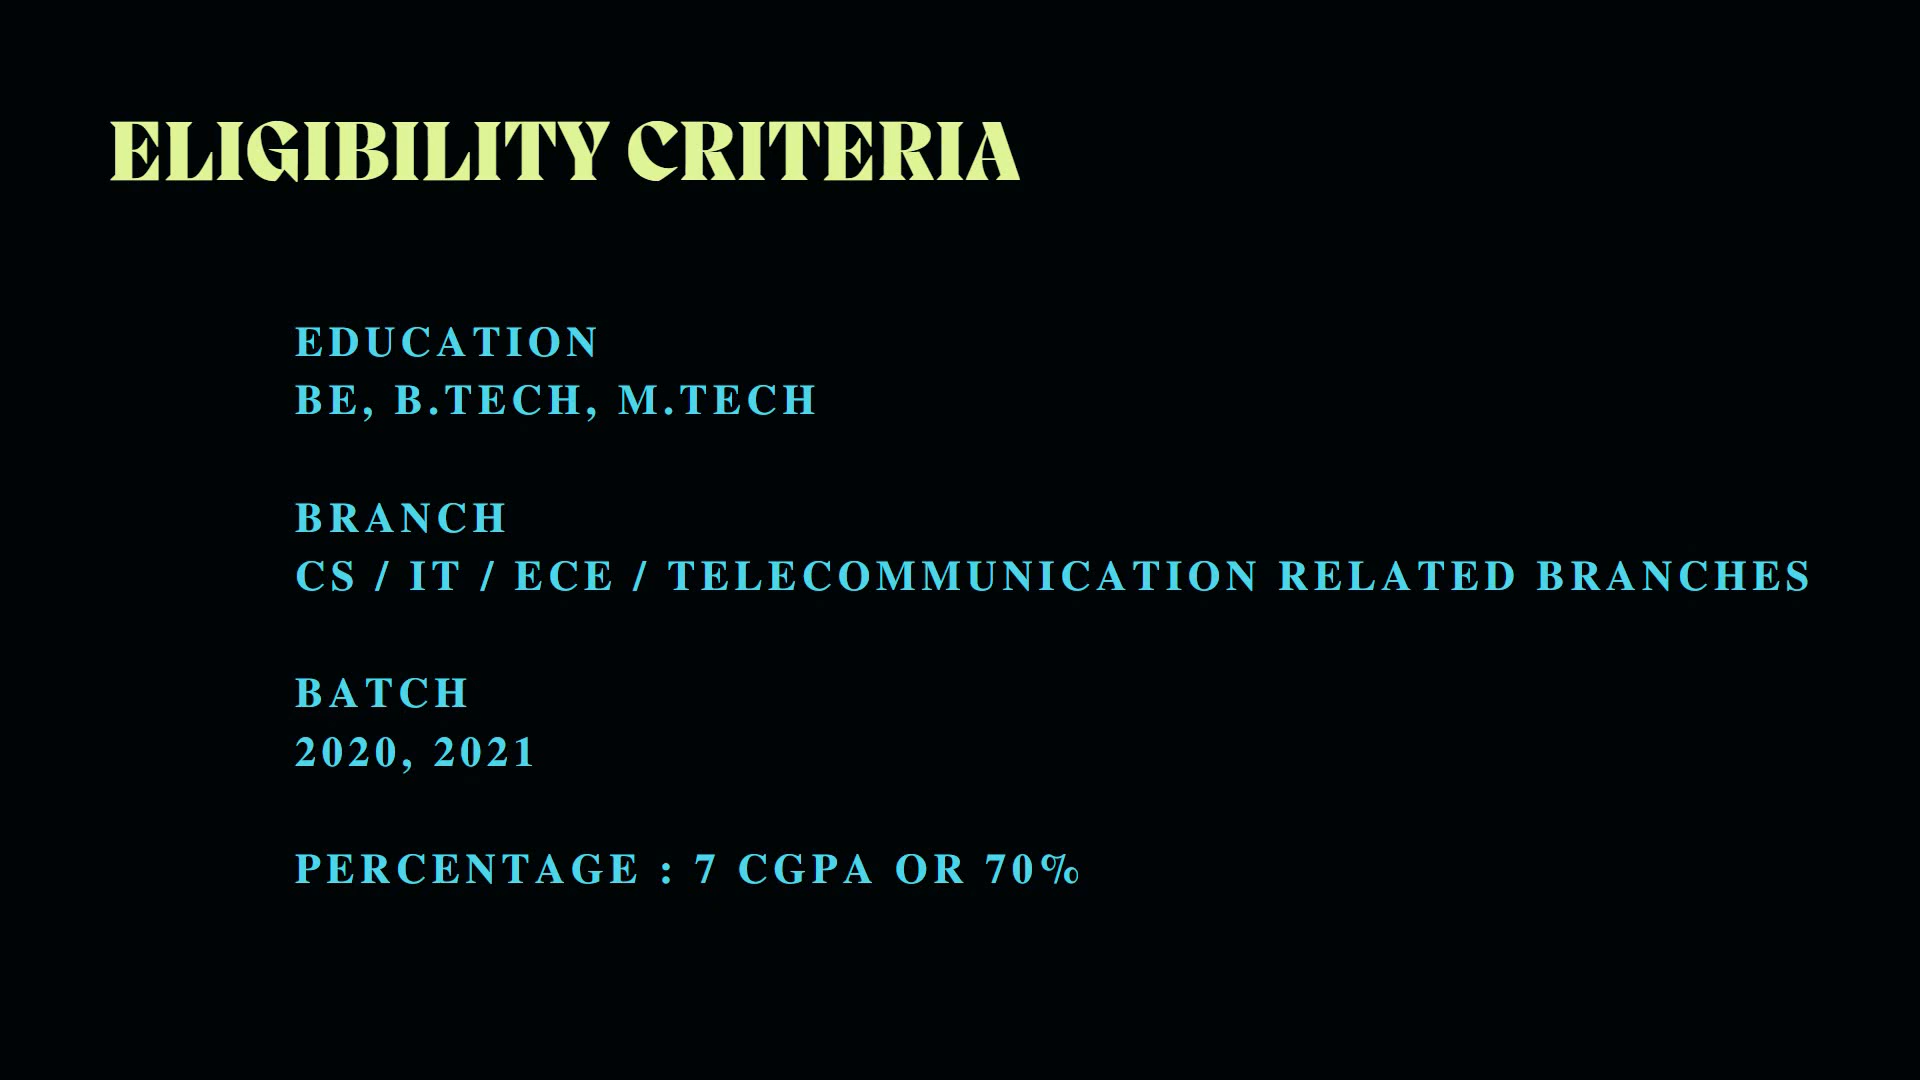 ELIGIBILITY CRITERIA
EDUCATION
BE, B.TECH, M.TECH
BRANCH
CS / IT / ECE / TELECOMMUNICATION RELATED BRANCHES
BATCH
2020, 2021
PERCENTAGE : 7 CGPA OR 70%